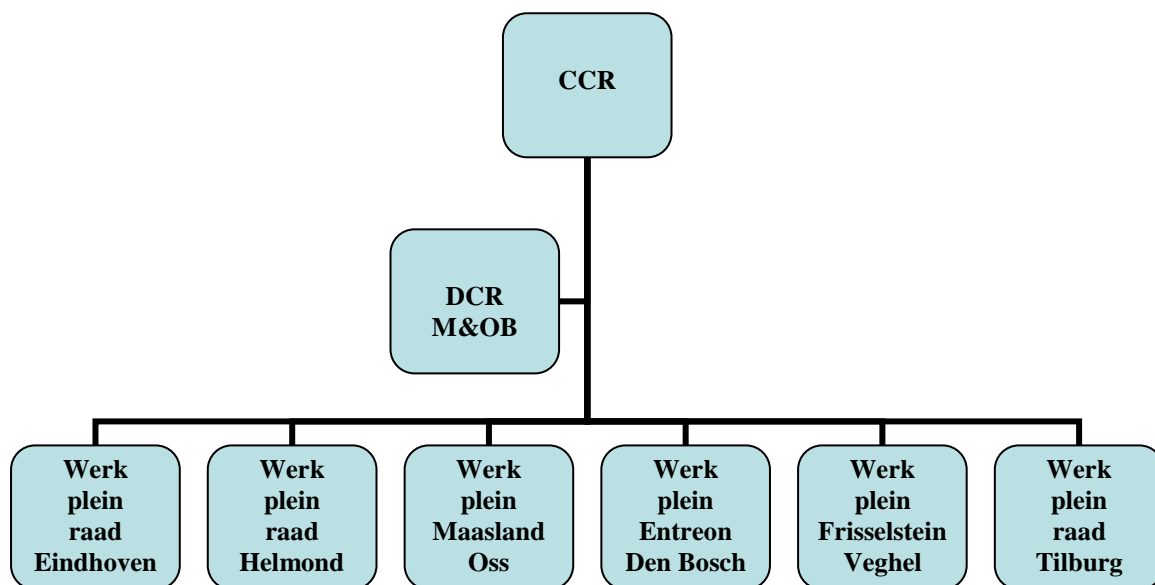 CCR
DCR
M&OB
Werk
plein
raad
Eindhoven
Werk
plein
raad
Helmond
Werk
plein
Maasland
Oss
Werk
plein
Entreon
Den Bosch
Werk
plein
Frisselstein
Veghel
Werk
plein
raad
Tilburg